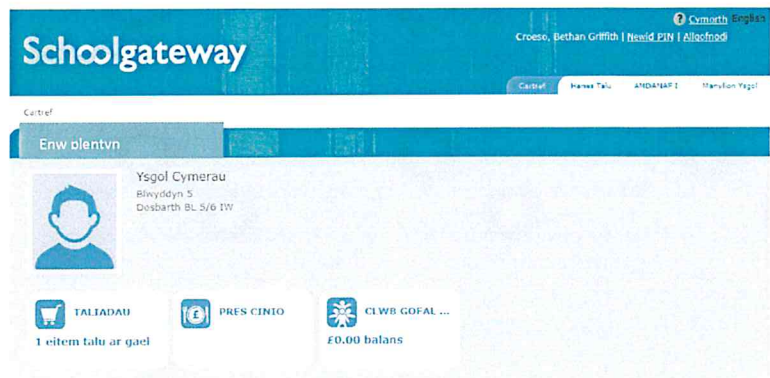 Cymorth English
Schoolgateway
Croeso, Bethan Griffith | Newid PIN | Allgofnodi
Cartref Hanes Talu AMDANAF I Manylion Ysgol
Cartref
Enw plentyn
Ysgol Cymerau
Blwyddyn 5
Dosbarth BL 5/6 IW
TALIADAU
1 eitem talu ar gael
PRES CINIO
CLWB GOFAL ...
£0.00 balans